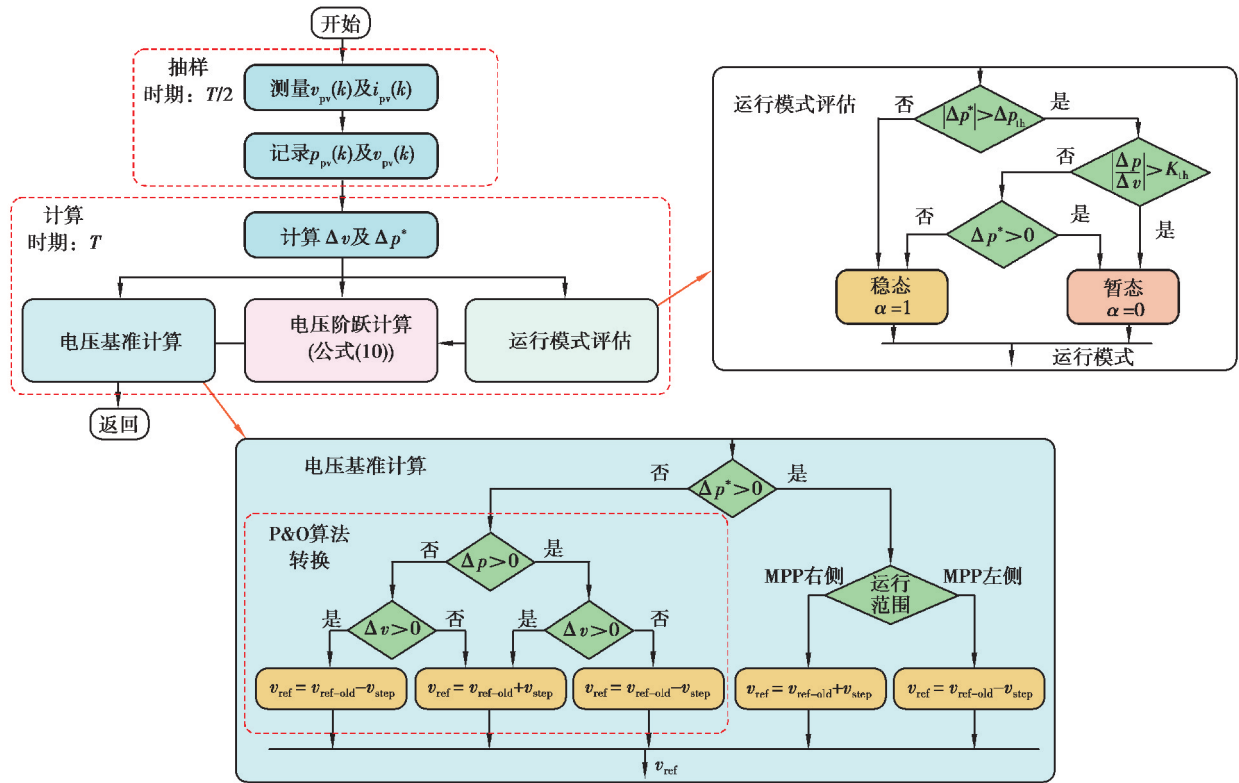 开始
抽样
时期：T/2
测量v_pv(k)及i_pv(k)
记录p_pv(k)及v_pv(k)
计算
时期：T
计算Δv及Δp*
电压基准计算
电压阶跃计算
(公式(10))
运行模式评估
返回
运行模式评估
否
|Δp*|>Δp_th
是
否
|Δp/Δv|>K_th
否
Δp*>0
是
是
稳态
α=1
暂态
α=0
运行模式
电压基准计算
否
Δp*>0
是
P&O算法
转换
否
Δp>0
是
MPP右侧
运行
范围
MPP左侧
是
Δv>0
否
是
Δv>0
否
v_ref=v_ref-old-v_step
v_ref=v_ref-old+v_step
v_ref=v_ref-old-v_step
v_ref=v_ref-old+v_step
v_ref=v_ref-old-v_step
v_ref